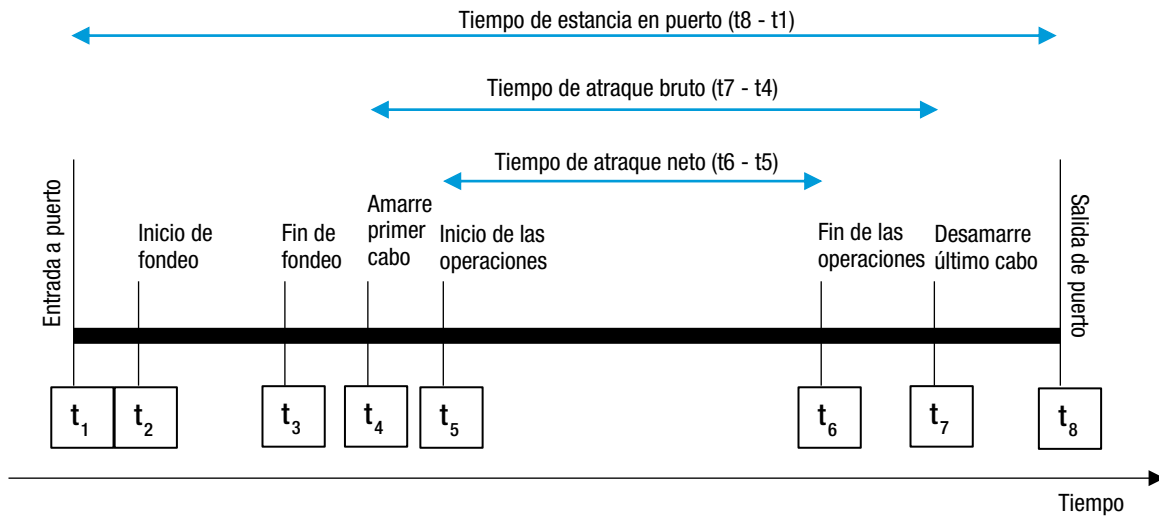 Tiempo de estancia en puerto (t8 - t1)
Tiempo de atraque bruto (t7 - t4)
Tiempo de atraque neto (t6 - t5)
Entrada a puerto
Inicio de
fondeo
Fin de
fondeo
Amarre
primer
cabo
Inicio de las
operaciones
Fin de las
operaciones
Desamarre
último cabo
Salida de puerto
t1
t2
t3
t4
t5
t6
t7
t8
Tiempo